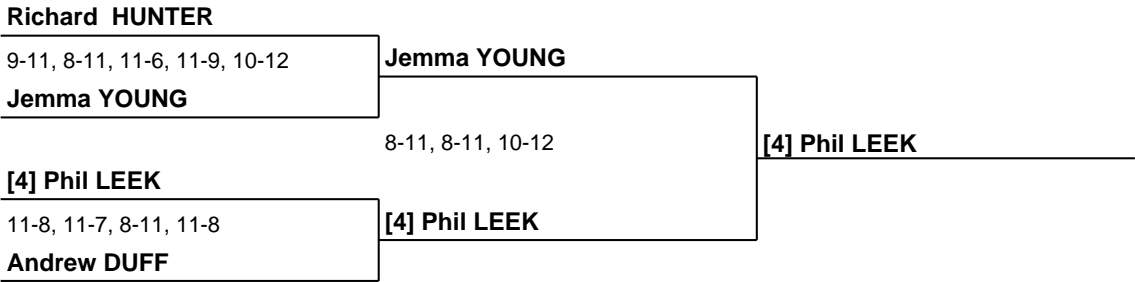 Richard  HUNTER
9-11, 8-11, 11-6, 11-9, 10-12
Jemma YOUNG
Jemma YOUNG
8-11, 8-11, 10-12
[4] Phil LEEK
[4] Phil LEEK
11-8, 11-7, 8-11, 11-8
[4] Phil LEEK
Andrew DUFF